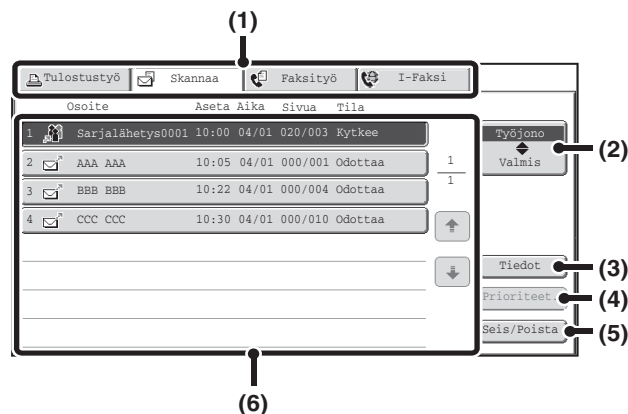 (1)
Tulostustyö Skannaa Faksityö I-Faksi
Osoite Aseta Aika Sivua Tila
1 Sarjalähetys0001 10:00 04/01 020/003 Kytkee
2 AAA AAA 10:05 04/01 000/001 Odottaa
3 BBB BBB 10:22 04/01 000/004 Odottaa
4 CCC CCC 10:30 04/01 000/010 Odottaa
1
1
Työjono
Valmis
(2)
Tiedot
(3)
Prioriteet.
(4)
Seis/Poista
(5)
(6)